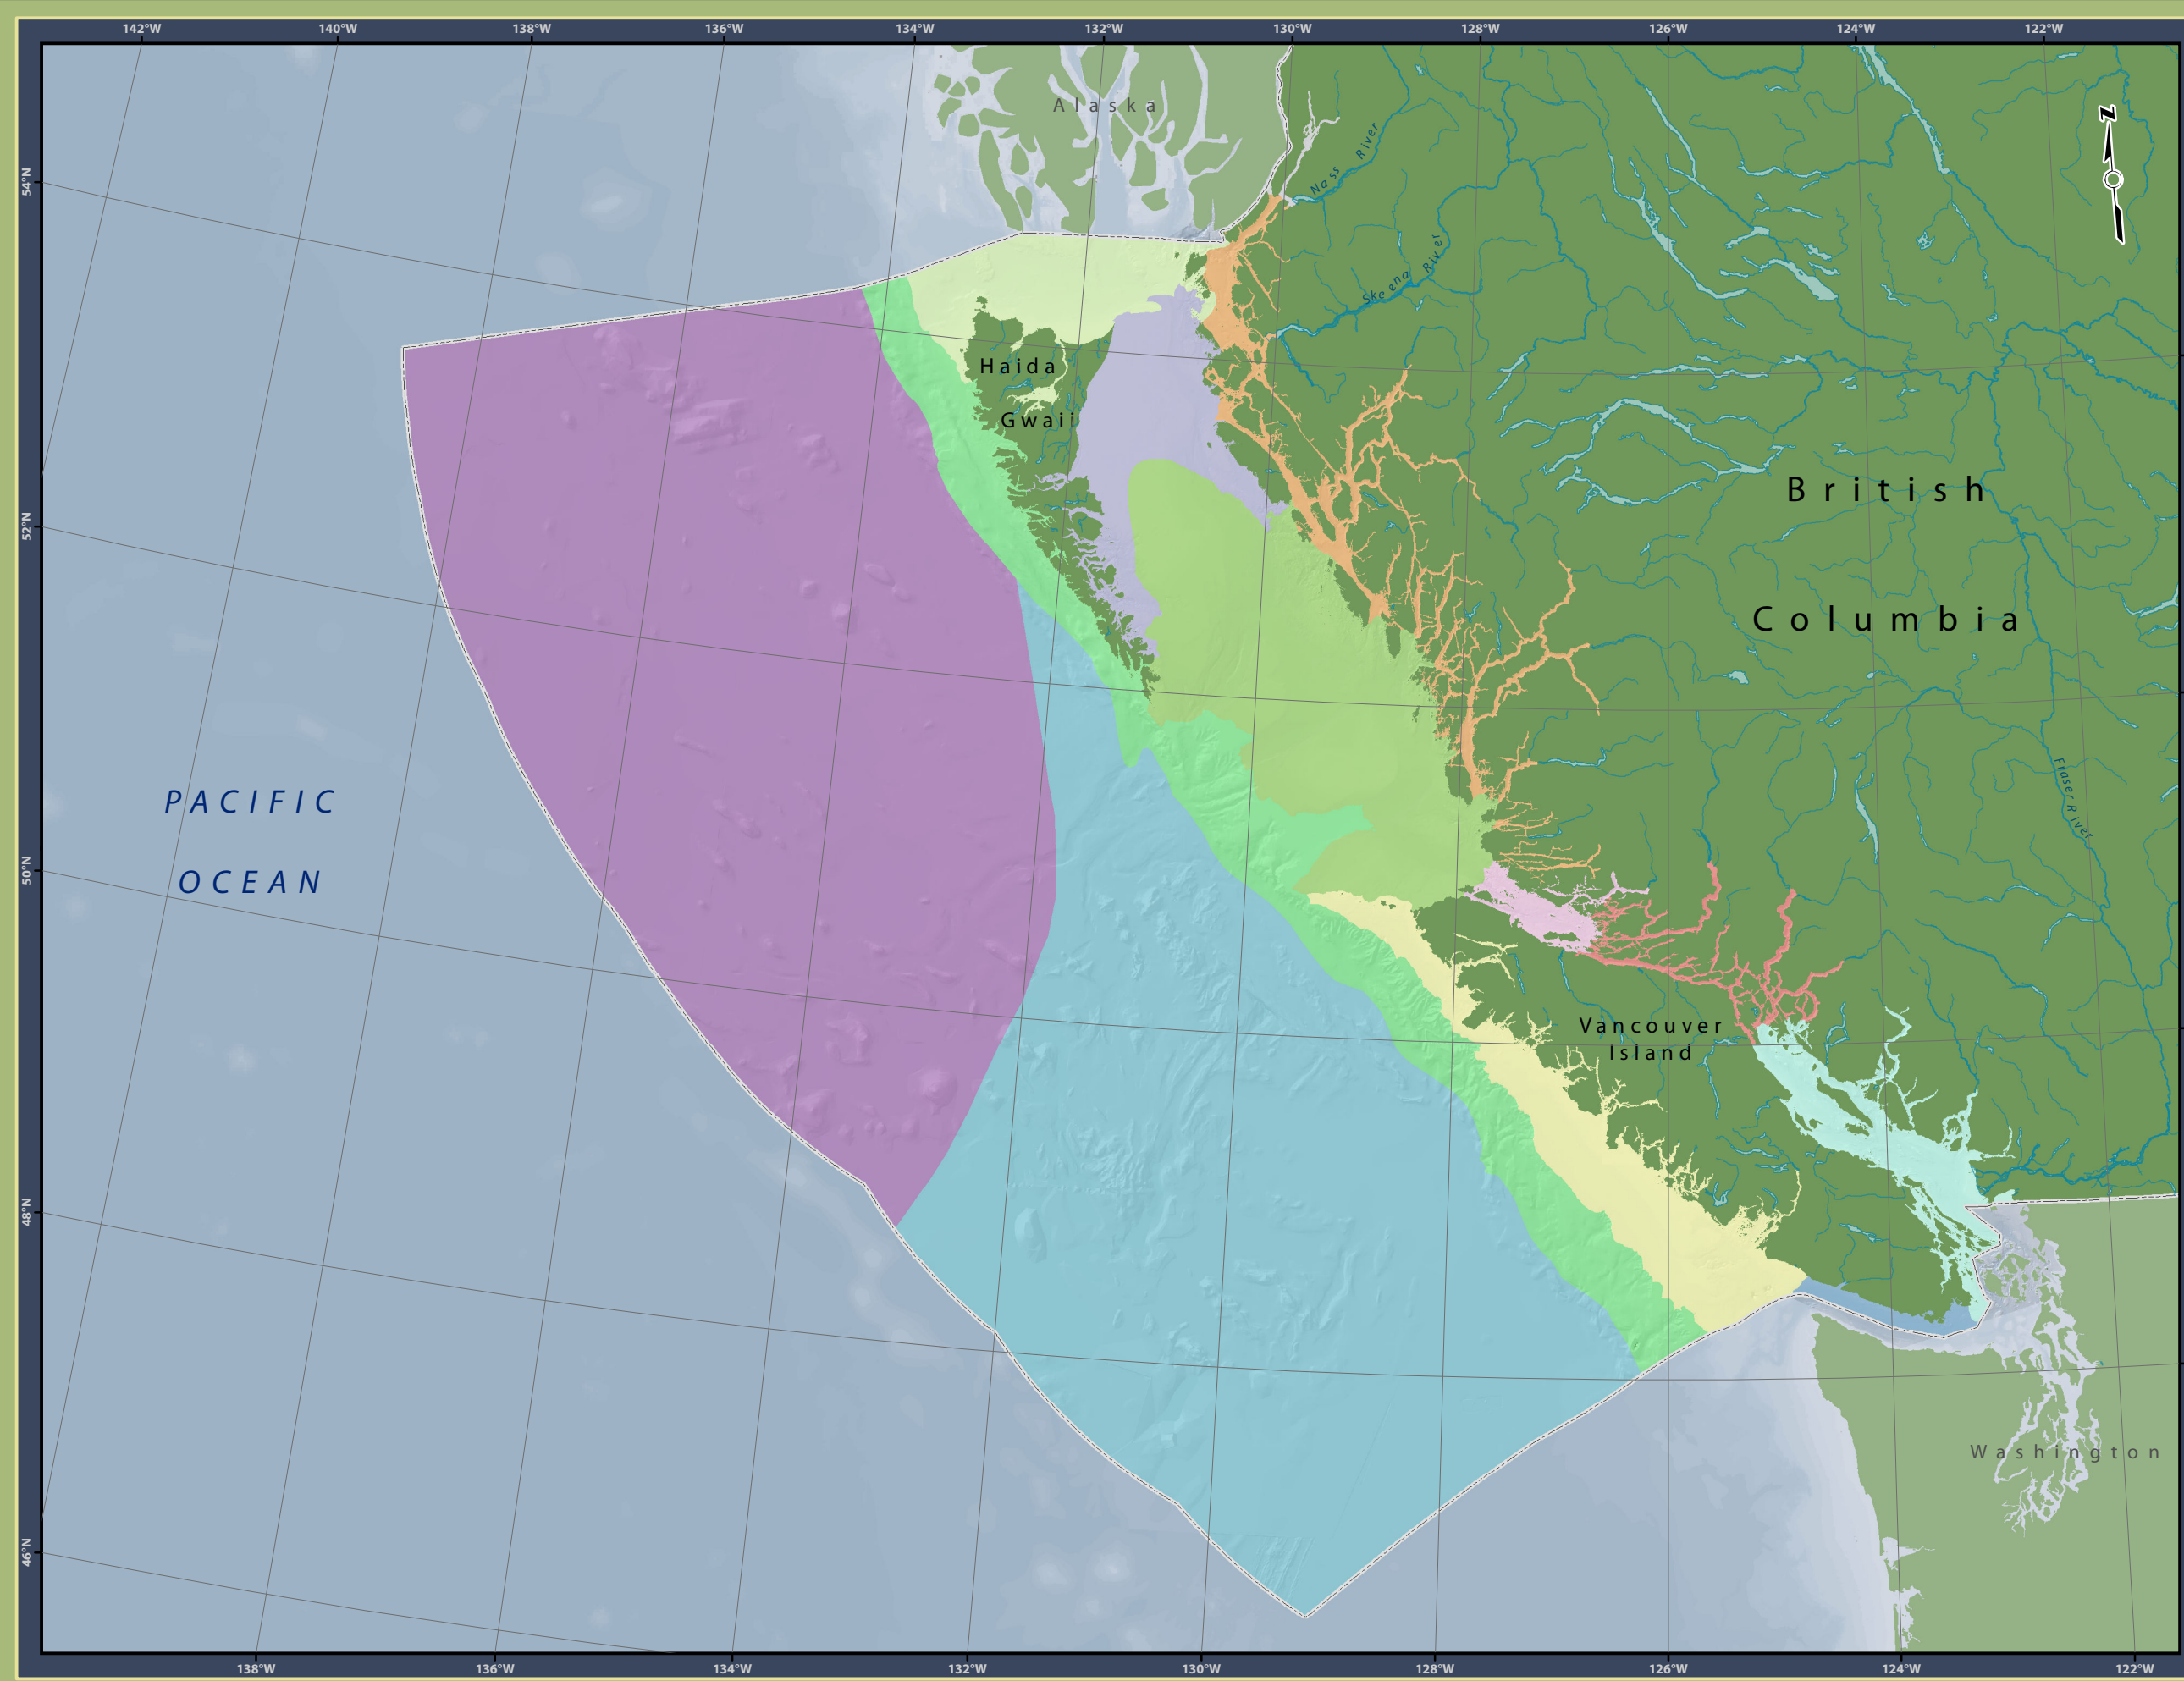 142°W 140°W 138°W 136°W 134°W 132°W 130°W 128°W 126°W 124°W 122°W
Alaska
Nass River
54°N
Skeena River
Haida
Gwaii
British
52°N
Columbia
PACIFIC
Fraser River
50°N
OCEAN
Vancouver
Island
48°N
Washington
46°N
138°W 136°W 134°W 132°W 130°W 128°W 126°W 124°W 122°W
N